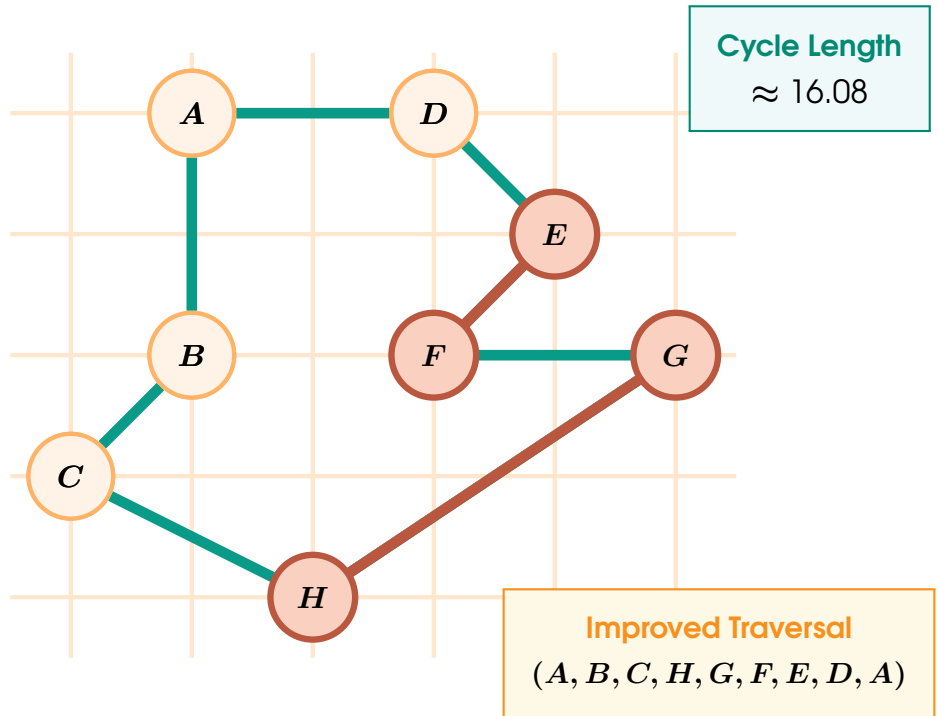 Cycle Length
≈ 16.08
A
D
E
B
F
G
C
H
Improved Traversal
(A, B, C, H, G, F, E, D, A)